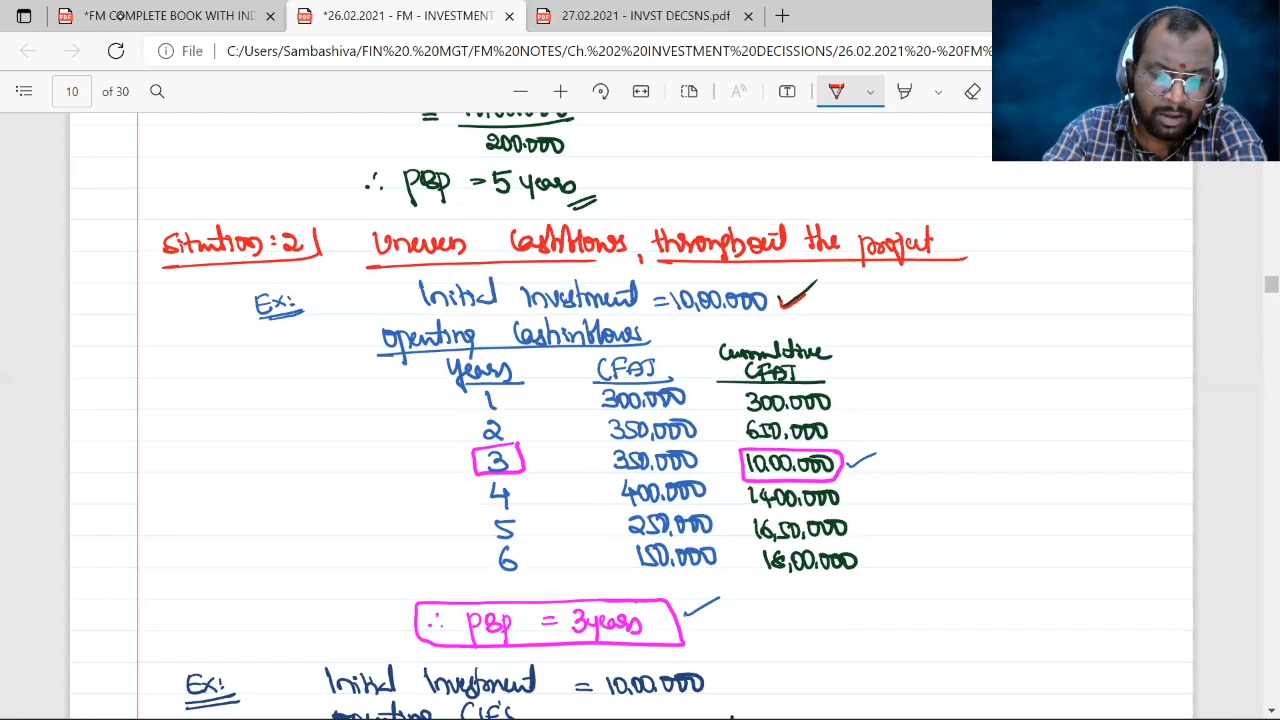 *FM COMPLETE BOOK WITH IND
*26.02.2021 - FM - INVESTMENT
27.02.2021 - INVST DECSNS.pdf
File C:/Users/Sambashiva/FIN%20.%20MGT/FM%20NOTES/Ch.%202%20INVESTMENT%20DECISSIONS/26.02.2021%20-%20FM%
10 of 30
200.000
∴ PBP = 5 years
Situation: 2 Uneven Cashflows, throughout the project
Ex: Initial Investment = 10,00.000
Operating Cash inflows
Years CFAT Cumulative CFAT
1 300.000 300.000
2 350,000 650.000
3 350.000 10.00.000
4 400.000 1400.000
5 250.000 16,50,000
6 150.000 18,00.000
∴ PBP = 3 years
Ex: Initial Investment = 10.00.000
operating CIF's